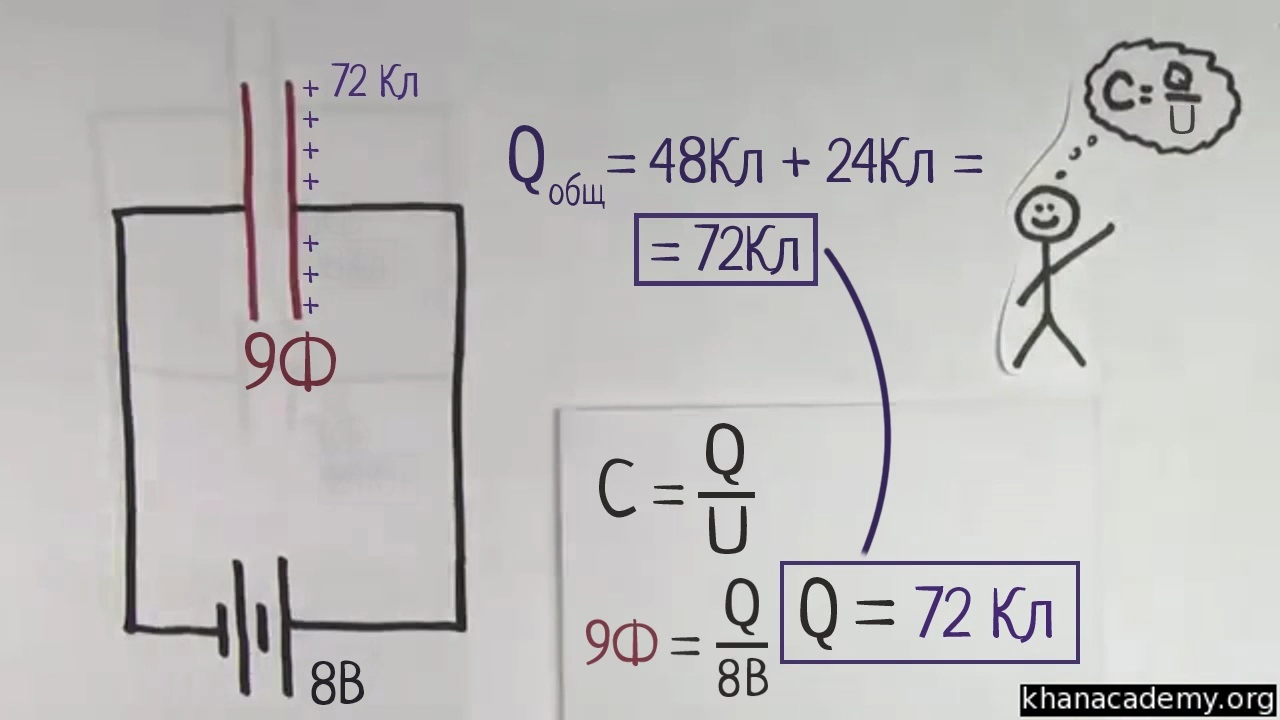 + 72 Кл
+
+
+
+
+
+
9Ф
8В
Qобщ = 48Кл + 24Кл =
= 72Кл
C = Q
U
C = Q
U
9Ф = Q
8В
Q = 72 Кл
khanacademy.org